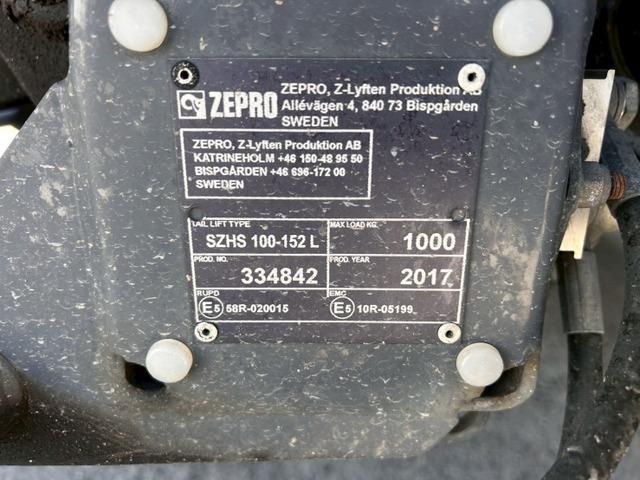 ZEPRO
ZEPRO, Z-Lyften Produktion AB
Allévägen 4, 840 73 Bispgården
SWEDEN
ZEPRO, Z-Lyften Produktion AB
KATRINEHOLM +46 150-48 95 50
BISPGÅRDEN +46 696-172 00
SWEDEN
TAIL LIFT TYPE
SZHS 100-152 L
MAX LOAD KG.
1000
PROD. NO.
334842
PROD. YEAR
2017
RUPD
E5 58R-020015
EMC
E5 10R-05199